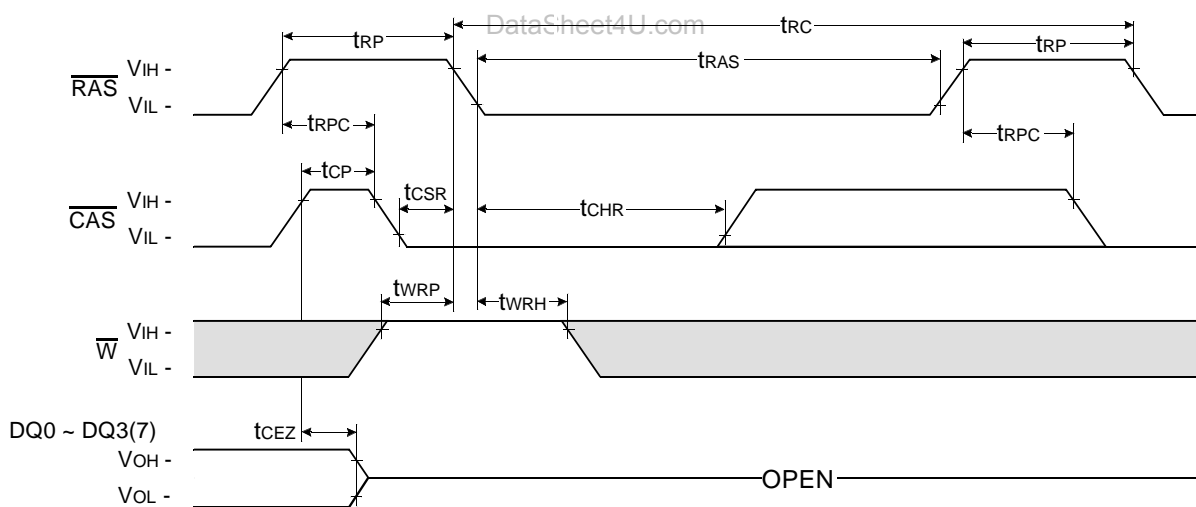 DataSheet4U.com
tRP
tRC
tRAS
tRP
RAS
VIH -
VIL -
tRPC
tRPC
tCP
tCSR
tCHR
CAS
VIH -
VIL -
tWRP
tWRH
W
VIH -
VIL -
DQ0 ~ DQ3(7)
tCEZ
VOH -
VOL -
OPEN